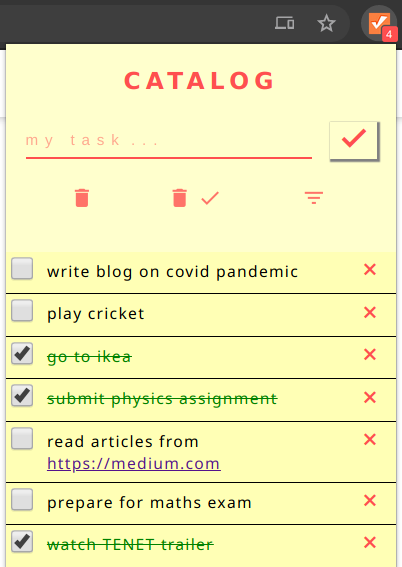 4
CATALOG
my task ...
write blog on covid pandemic
play cricket
go to ikea
submit physics assignment
read articles from
https://medium.com
prepare for maths exam
watch TENET trailer